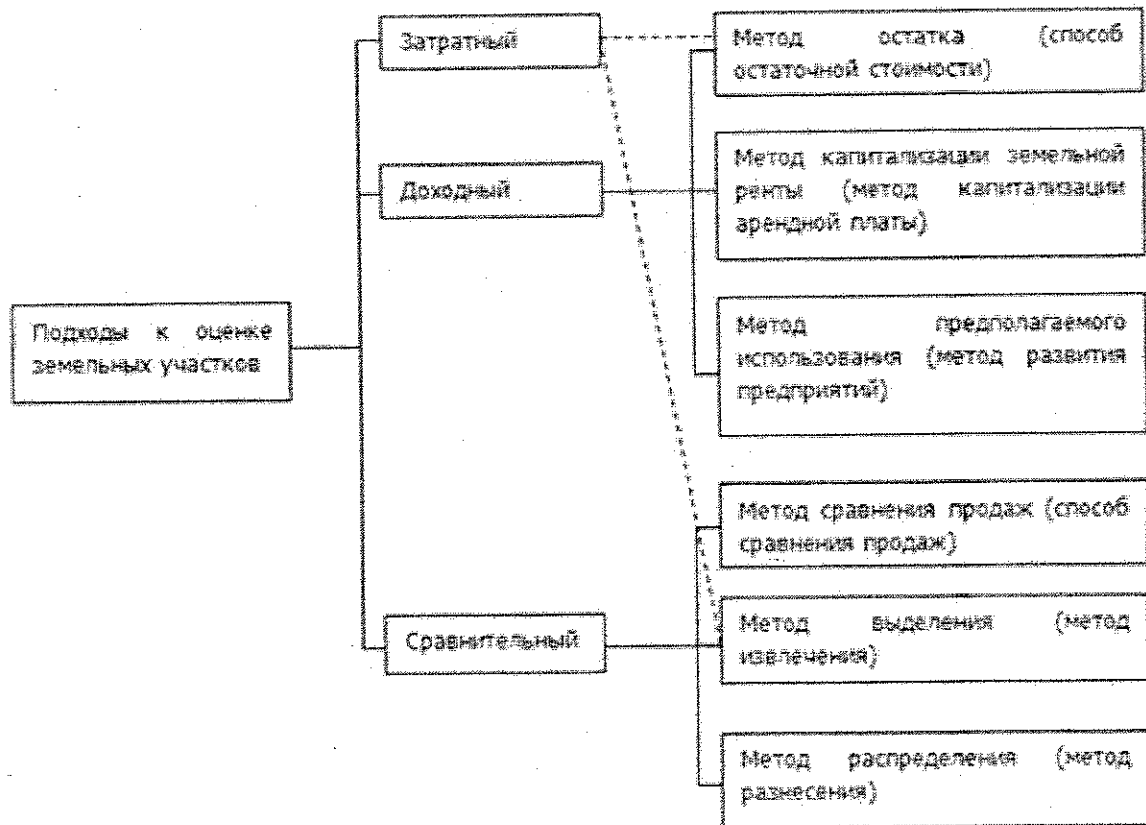 Затратный
Метод остатка (способ
остаточной стоимости)
Доходный
Метод капитализации земельной
ренты (метод капитализации
арендной платы)
Подходы к оценке
земельных участков
Метод предполагаемого
использования (метод развития
предприятий)
Метод сравнения продаж (способ
сравнения продаж)
Сравнительный
Метод выделения (метод
извлечения)
Метод распределения (метод
разнесения)